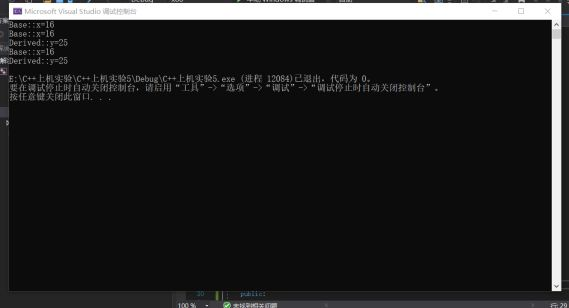 Microsoft Visual Studio 调试控制台
Base::x=16
Base::x=16
Derived::y=25
Base::x=16
Derived::y=25
E:\C++上机实验\C++上机实验5\Debug\C++上机实验5.exe (进程 12084)已退出，代码为 0。
要在调试停止时自动关闭控制台，请启用“工具”->“选项”->“调试”->“调试停止时自动关闭控制台”。
按任意键关闭此窗口. . .
public:
100 %
未找到相关问题